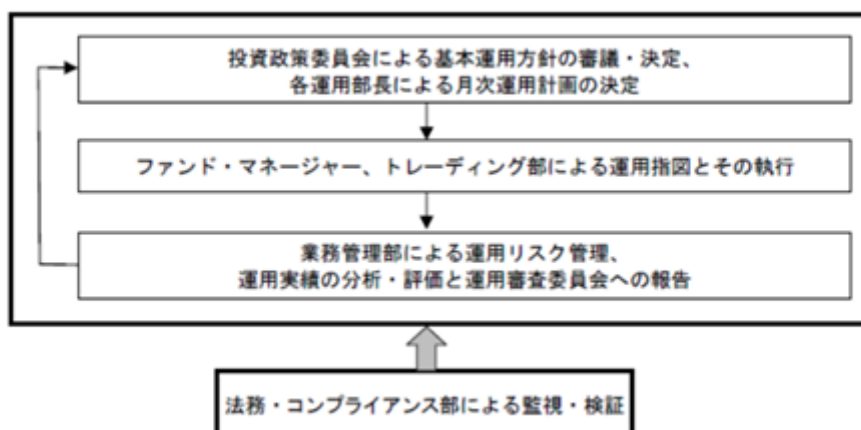 投資政策委員会による基本運用方針の審議・決定、
各運用部長による月次運用計画の決定
ファンド・マネージャー、トレーディング部による運用指図とその執行
業務管理部による運用リスク管理、
運用実績の分析・評価と運用審査委員会への報告
法務・コンプライアンス部による監視・検証